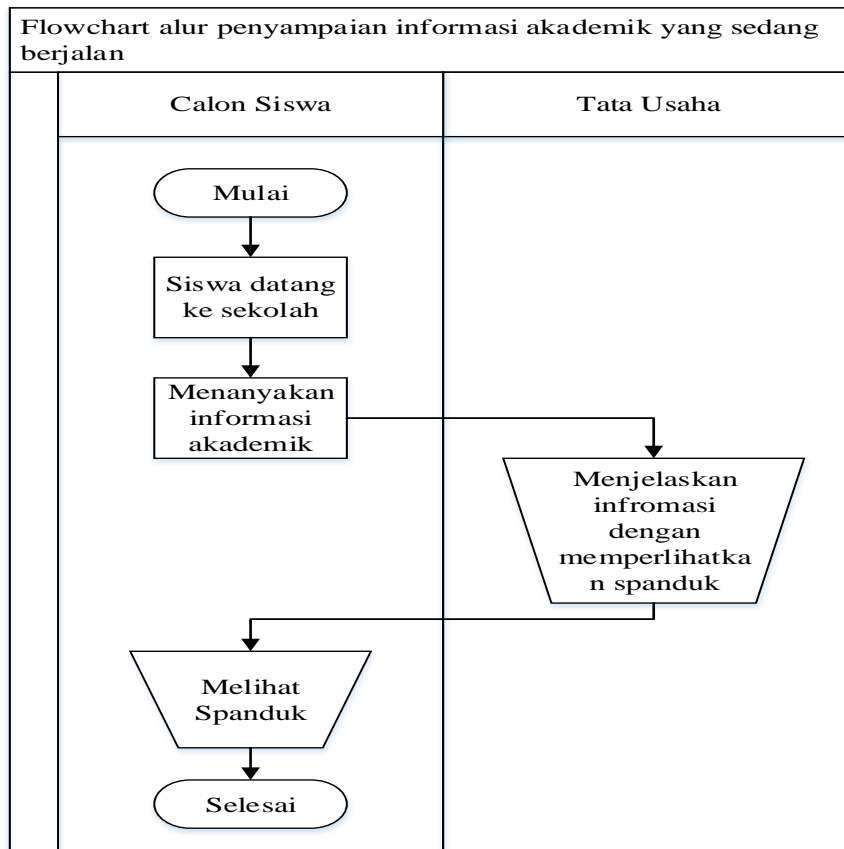 Flowchart alur penyampaian informasi akademik yang sedang
berjalan
Calon Siswa
Tata Usaha
Mulai
Siswa datang
ke sekolah
Menanyakan
informasi
akademik
Menjelaskan
infromasi
dengan
memperlihatka
n spanduk
Melihat
Spanduk
Selesai